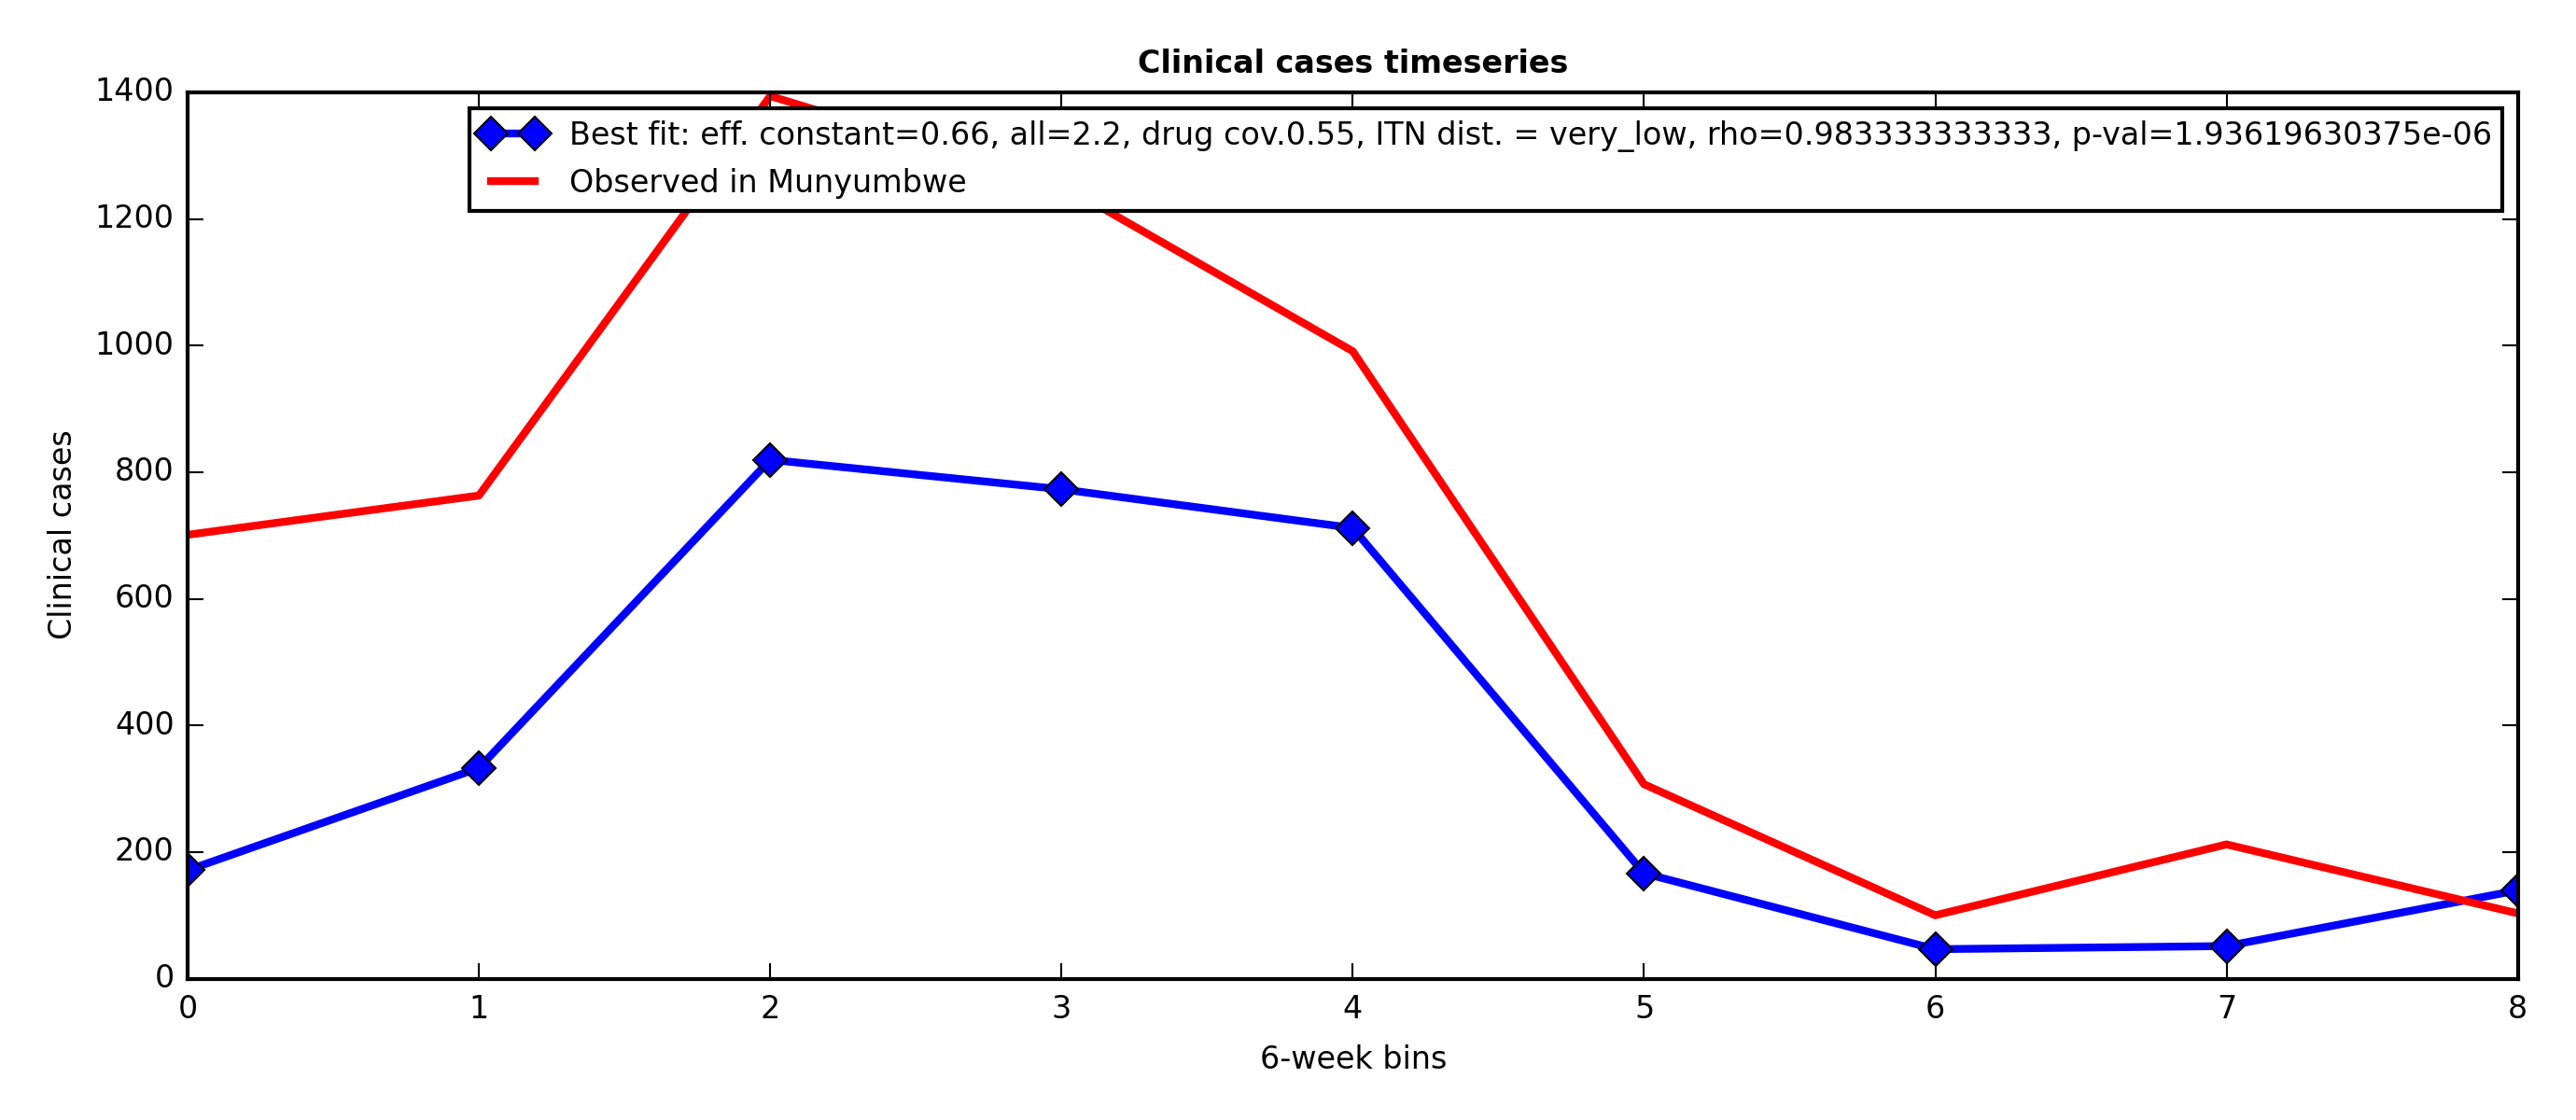 Clinical cases timeseries
1400
1200
1000
800
600
400
200
0
Clinical cases
Best fit: eff. constant=0.66, all=2.2, drug cov.0.55, ITN dist. = very_low, rho=0.983333333333, p-val=1.93619630375e-06
Observed in Munyumbwe
0 1 2 3 4 5 6 7 8
6-week bins